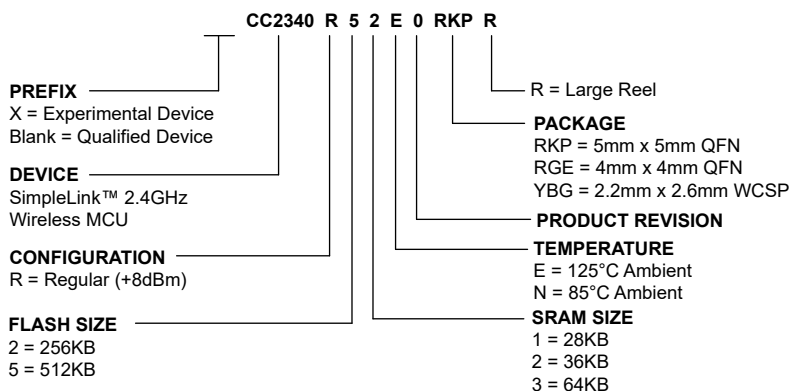 CC2340 R 5 2 E 0 RKP R
PREFIX
X = Experimental Device
Blank = Qualified Device
DEVICE
SimpleLink™ 2.4GHz
Wireless MCU
CONFIGURATION
R = Regular (+8dBm)
FLASH SIZE
2 = 256KB
5 = 512KB
R = Large Reel
PACKAGE
RKP = 5mm x 5mm QFN
RGE = 4mm x 4mm QFN
YBG = 2.2mm x 2.6mm WCSP
PRODUCT REVISION
TEMPERATURE
E = 125°C Ambient
N = 85°C Ambient
SRAM SIZE
1 = 28KB
2 = 36KB
3 = 64KB